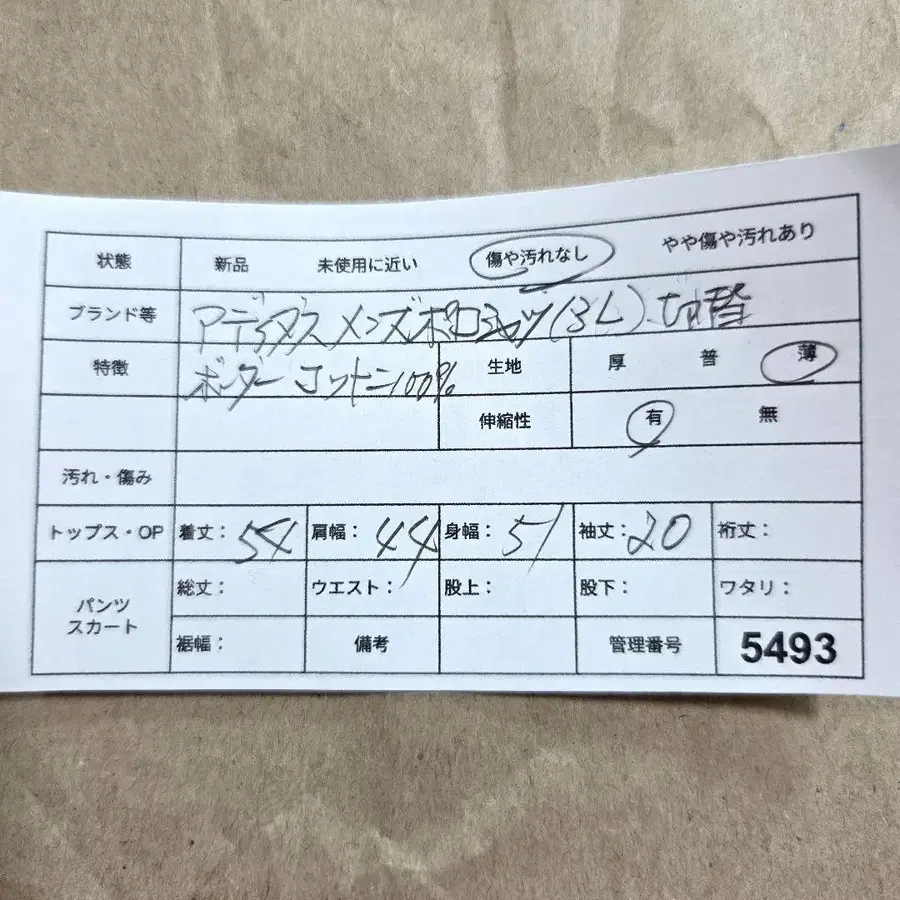 状態 新品 未使用に近い 傷や汚れなし やや傷や汚れあり
ブランド等 アディダス メンズポロシャツ(3L) 切替
特徴 ボーター コットン100% 生地 厚 普 薄
伸縮性 有 無
汚れ・傷み
トップス・OP 着丈: 54 肩幅: 44 身幅: 51 袖丈: 20 裄丈:
パンツ スカート 総丈: ウエスト: 股上: 股下: ワタリ:
裾幅: 備考 管理番号 5493